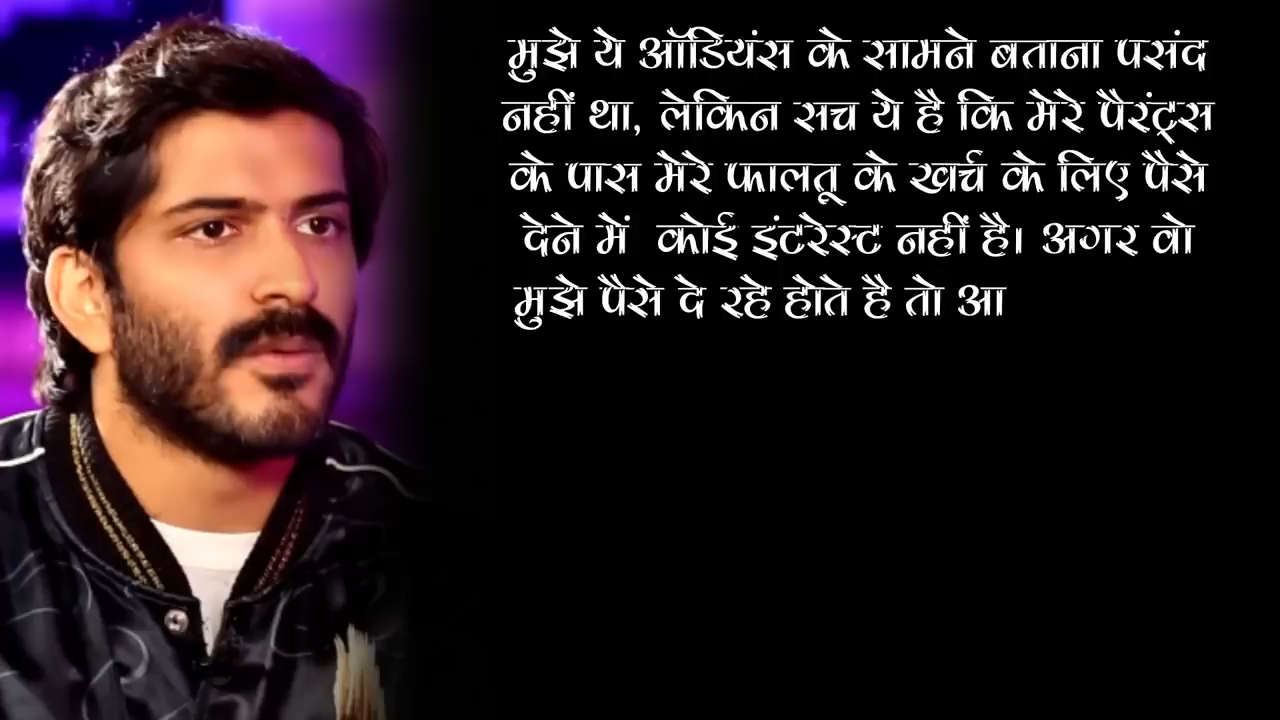 मुझे ये ऑडियंस के सामने बताना पसंद
नहीं था, लेकिन सच ये है कि मेरे पैरंट्स
के पास मेरे फालतू के खर्च के लिए पैसे
देने में कोई इंटरेस्ट नहीं है। अगर वो
मुझे पैसे दे रहे होते है तो आ